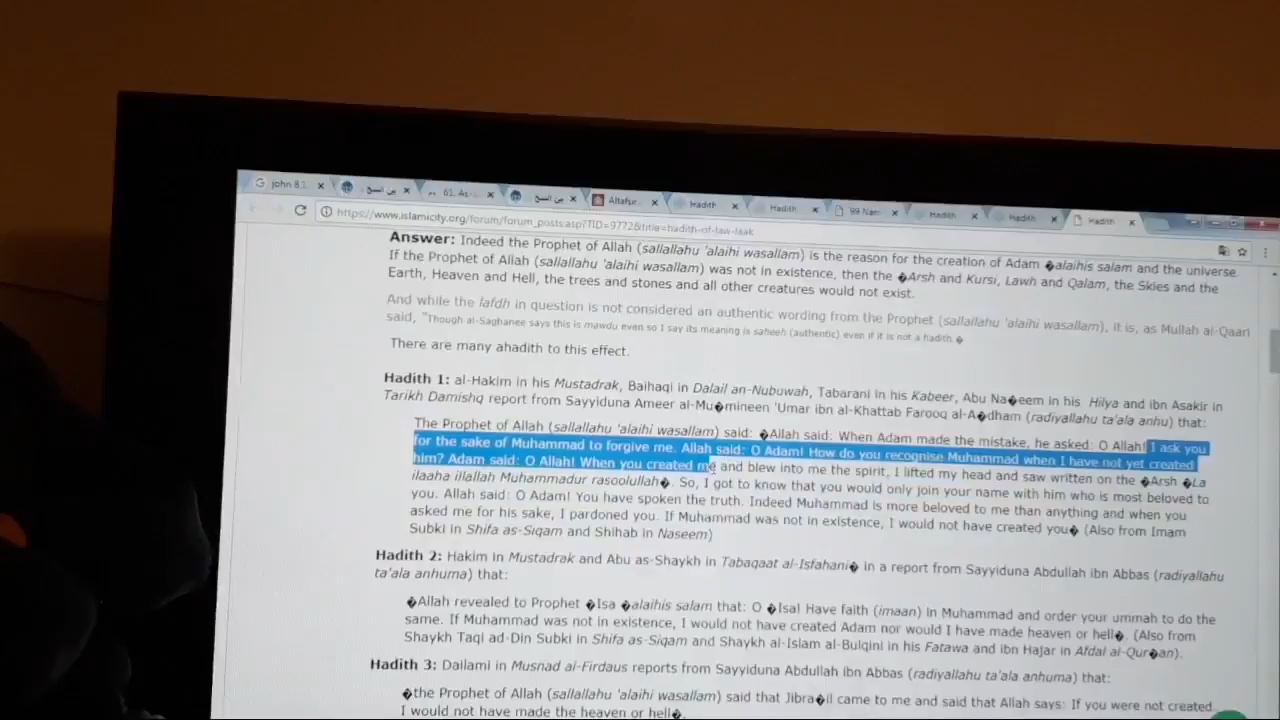 john 8:1
بين السبح
61. As-
بين السبح
Altafsir.
Hadith
Hadith
99 Nam
Hadith
Hadith
Hadith
https://www.islamicity.org/forum/forum_posts.asp?TID=9772&title=hadith-of-law-laak
Answer: Indeed the Prophet of Allah (sallallahu 'alaihi wasallam) is the reason for the creation of Adam �alaihis salam and the universe.
If the Prophet of Allah (sallallahu 'alaihi wasallam) was not in existence, then the �Arsh and Kursi, Lawh and Qalam, the Skies and the
Earth, Heaven and Hell, the trees and stones and all other creatures would not exist.
And while the lafdh in question is not considered an authentic wording from the Prophet (sallallahu 'alaihi wasallam), it is, as Mullah al-Qaari
said, "Though al-Saghanee says this is mawdu even so I say its meaning is saheeh (authentic) even if it is not a hadith.�
There are many ahadith to this effect.
Hadith 1: al-Hakim in his Mustadrak, Baihaqi in Dalail an-Nubuwah, Tabarani in his Kabeer, Abu Na�eem in his Hilya and ibn Asakir in
Tarikh Damishq report from Sayyiduna Ameer al-Mu�mineen 'Umar ibn al-Khattab Farooq al-A�dham (radiyallahu ta'ala anhu) that:
The Prophet of Allah (sallallahu 'alaihi wasallam) said: �Allah said: When Adam made the mistake, he asked: O Allah! I ask you
for the sake of Muhammad to forgive me. Allah said: O Adam! How do you recognise Muhammad when I have not yet created
him? Adam said: O Allah! When you created me and blew into me the spirit, I lifted my head and saw written on the �Arsh �La
ilaaha illallah Muhammadur rasoolullah�. So, I got to know that you would only join your name with him who is most beloved to
you. Allah said: O Adam! You have spoken the truth. Indeed Muhammad is more beloved to me than anything and when you
asked me for his sake, I pardoned you. If Muhammad was not in existence, I would not have created you� (Also from Imam
Subki in Shifa as-Siqam and Shihab in Naseem)
Hadith 2: Hakim in Mustadrak and Abu as-Shaykh in Tabaqaat al-Isfahani� in a report from Sayyiduna Abdullah ibn Abbas (radiyallahu
ta'ala anhuma) that:
�Allah revealed to Prophet �Isa �alaihis salam that: O �Isa! Have faith (imaan) in Muhammad and order your ummah to do the
same. If Muhammad was not in existence, I would not have created Adam nor would I have made heaven or hell�. (Also from
Shaykh Taqi ad-Din Subki in Shifa as-Siqam and Shaykh al-Islam al-Bulqini in his Fatawa and ibn Hajar in Afdal al-Qur�an).
Hadith 3: Dailami in Musnad al-Firdaus reports from Sayyiduna Abdullah ibn Abbas (radiyallahu ta'ala anhuma) that:
�the Prophet of Allah (sallallahu 'alaihi wasallam) said that Jibra�il came to me and said that Allah says: If you were not created
I would not have made the heaven or hell�.